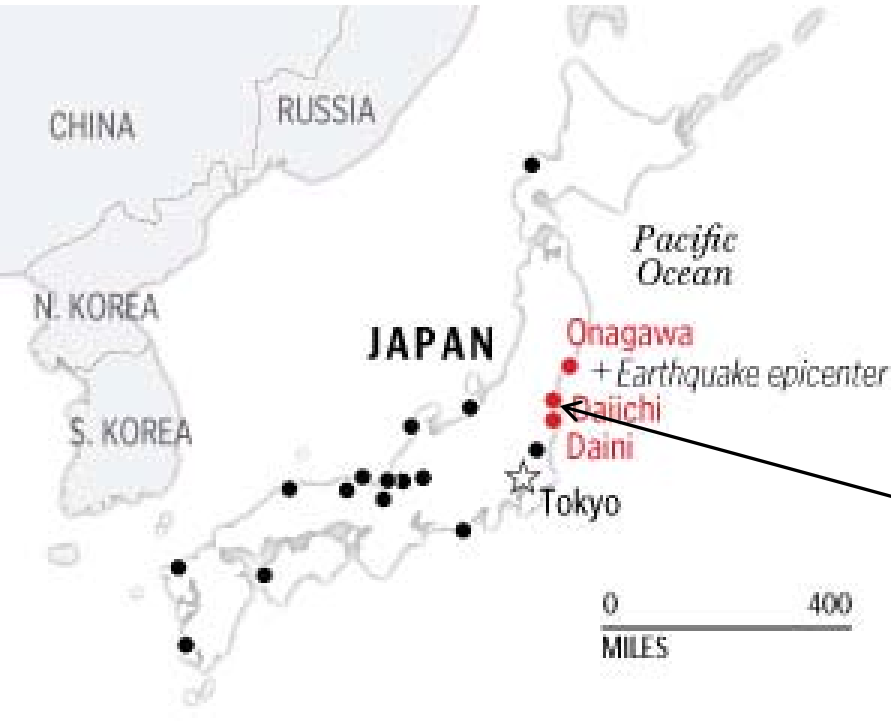 CHINA
RUSSIA
Pacific
Ocean
N. KOREA
JAPAN
Onagawa
+ Earthquake epicenter
S. KOREA
Daiichi
Daini
Tokyo
0 400
MILES